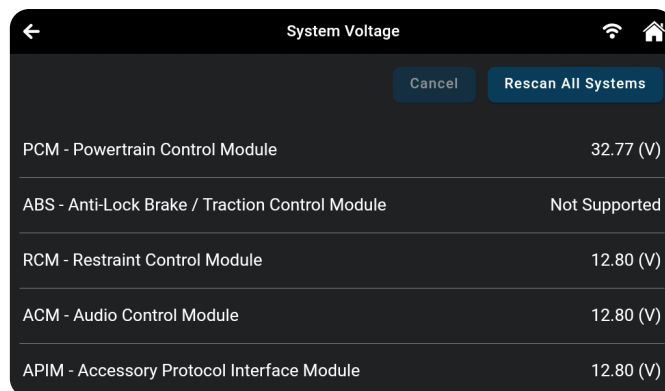 System Voltage
Cancel Rescan All Systems
PCM - Powertrain Control Module 32.77 (V)
ABS - Anti-Lock Brake / Traction Control Module Not Supported
RCM - Restraint Control Module 12.80 (V)
ACM - Audio Control Module 12.80 (V)
APIM - Accessory Protocol Interface Module 12.80 (V)